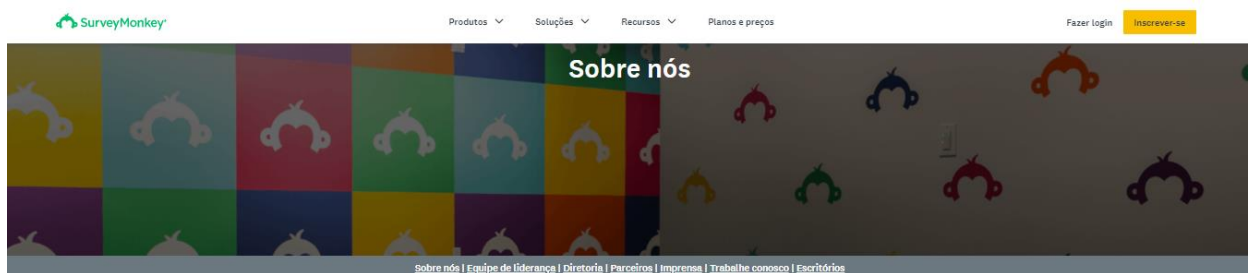 SurveyMonkey®
Produtos Soluções Recursos Planos e preços Fazer login Inscrever-se
Sobre nós
Sobre nós | Equipe de liderança | Diretoria | Parceiros | Imprensa | Trabalhe conosco | Escritórios